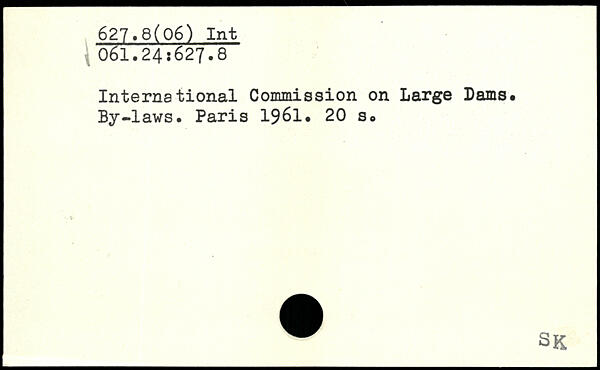 627.8(06) Int
061.24:627.8
International Commission on Large Dams.
By-laws. Paris 1961. 20 s.
SK